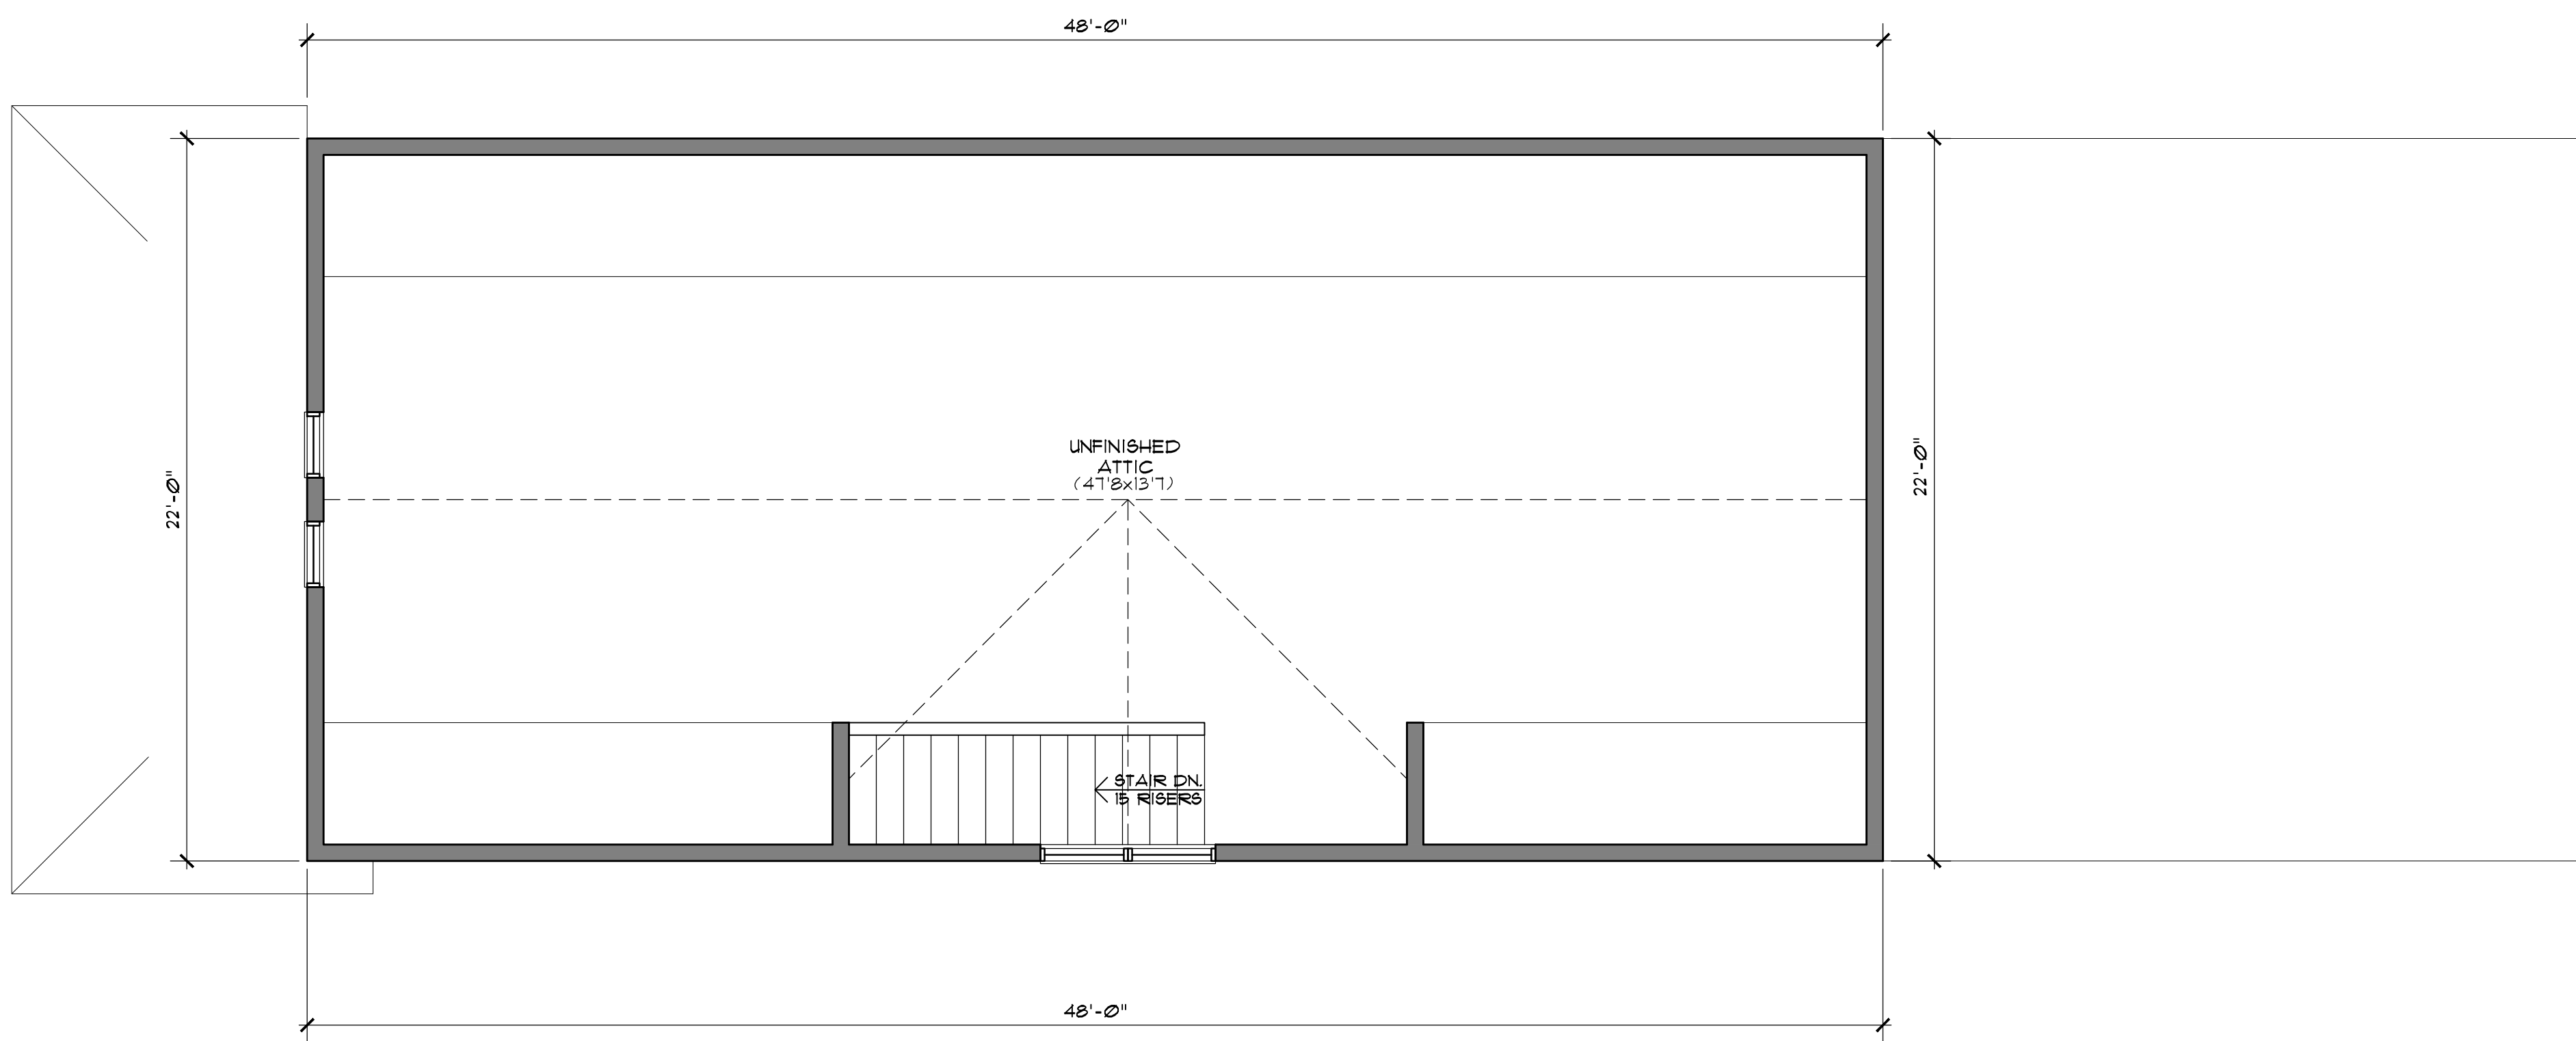 48'-0"
UNFINISHED
ATTIC
(47'8x13'7)
22'-0"
22'-0"
STAIR DN.
15 RISERS
48'-0"